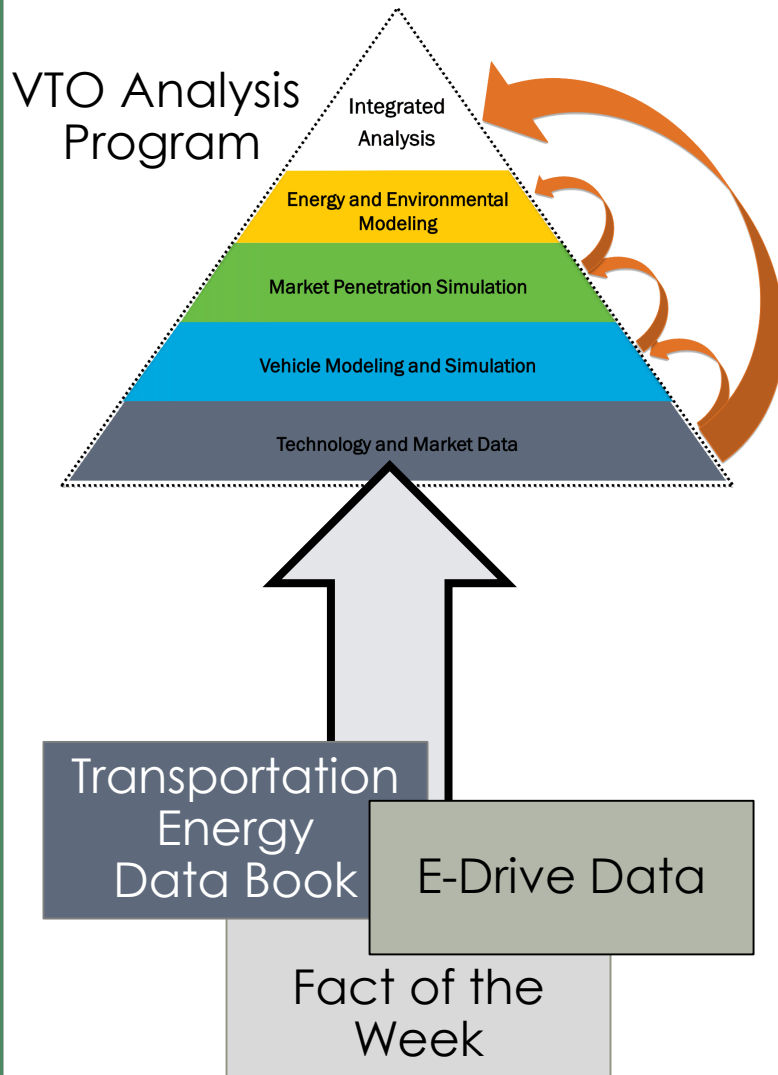 VTO Analysis
Program
Integrated
Analysis
Energy and Environmental
Modeling
Market Penetration Simulation
Vehicle Modeling and Simulation
Technology and Market Data
Transportation
Energy
Data Book
E-Drive Data
Fact of the
Week